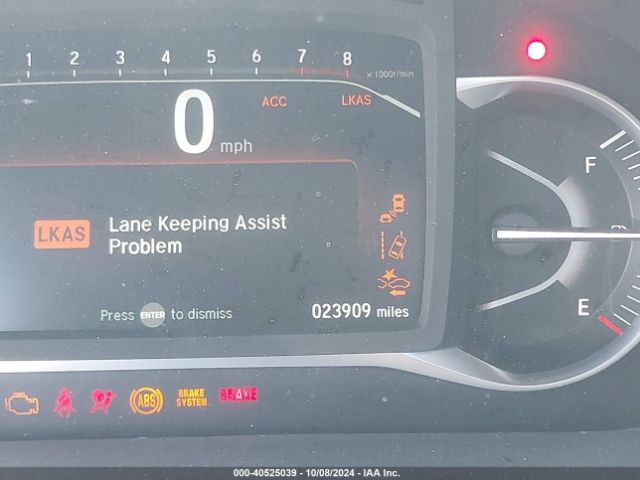 1 2 3 4 5 6 7 8
×1000r/min
0 mph
ACC
LKAS
F
LKAS
Lane Keeping Assist
Problem
E
Press ENTER to dismiss
023909 miles
ABS
BRAKE
SYSTEM
BRAKE
000-40525039 - 10/08/2024 - IAA Inc.